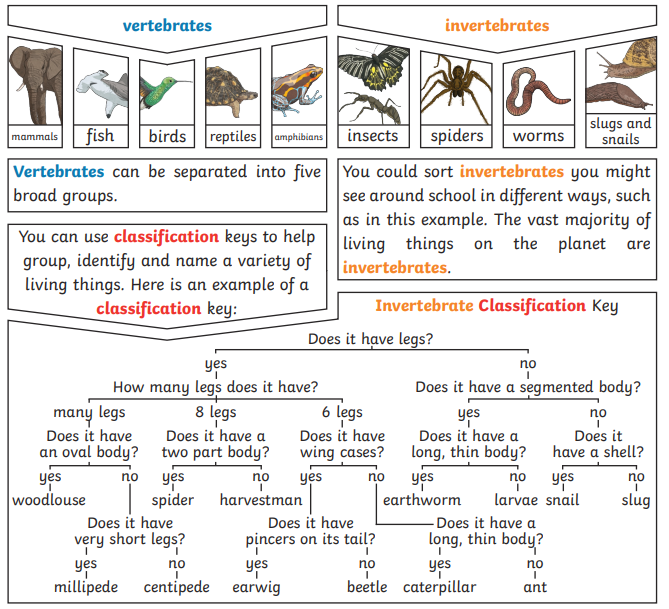 vertebrates
mammals
fish
birds
reptiles
amphibians
Vertebrates can be separated into five
broad groups.
You can use classification keys to help
group, identify and name a variety of
living things. Here is an example of a
classification key:
invertebrates
insects
spiders
worms
slugs and
snails
You could sort invertebrates you might
see around school in different ways, such
as in this example. The vast majority of
living things on the planet are
invertebrates.
Invertebrate Classification Key
Does it have legs?
yes no
How many legs does it have? Does it have a segmented body?
many legs 8 legs 6 legs yes no
Does it have Does it have a Does it have Does it have a Does it
an oval body? two part body? wing cases? long, thin body? have a shell?
yes no yes no yes no yes no yes no
woodlouse spider harvestman earthworm larvae snail slug
Does it have Does it have Does it have a
very short legs? pincers on its tail? long, thin body?
yes no yes no yes no
millipede centipede earwig beetle caterpillar ant